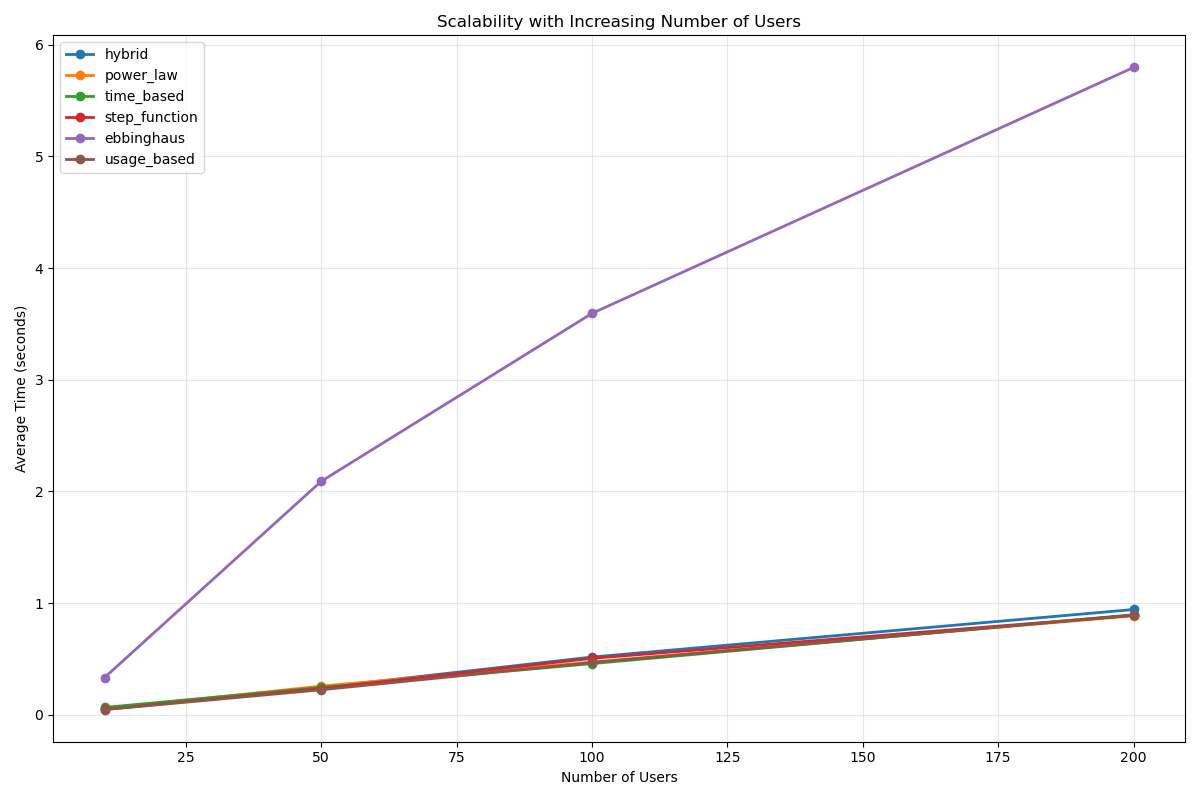 Scalability with Increasing Number of Users
hybrid
power_law
time_based
step_function
ebbinghaus
usage_based
Average Time (seconds)
6
5
4
3
2
1
0
25 50 75 100 125 150 175 200
Number of Users